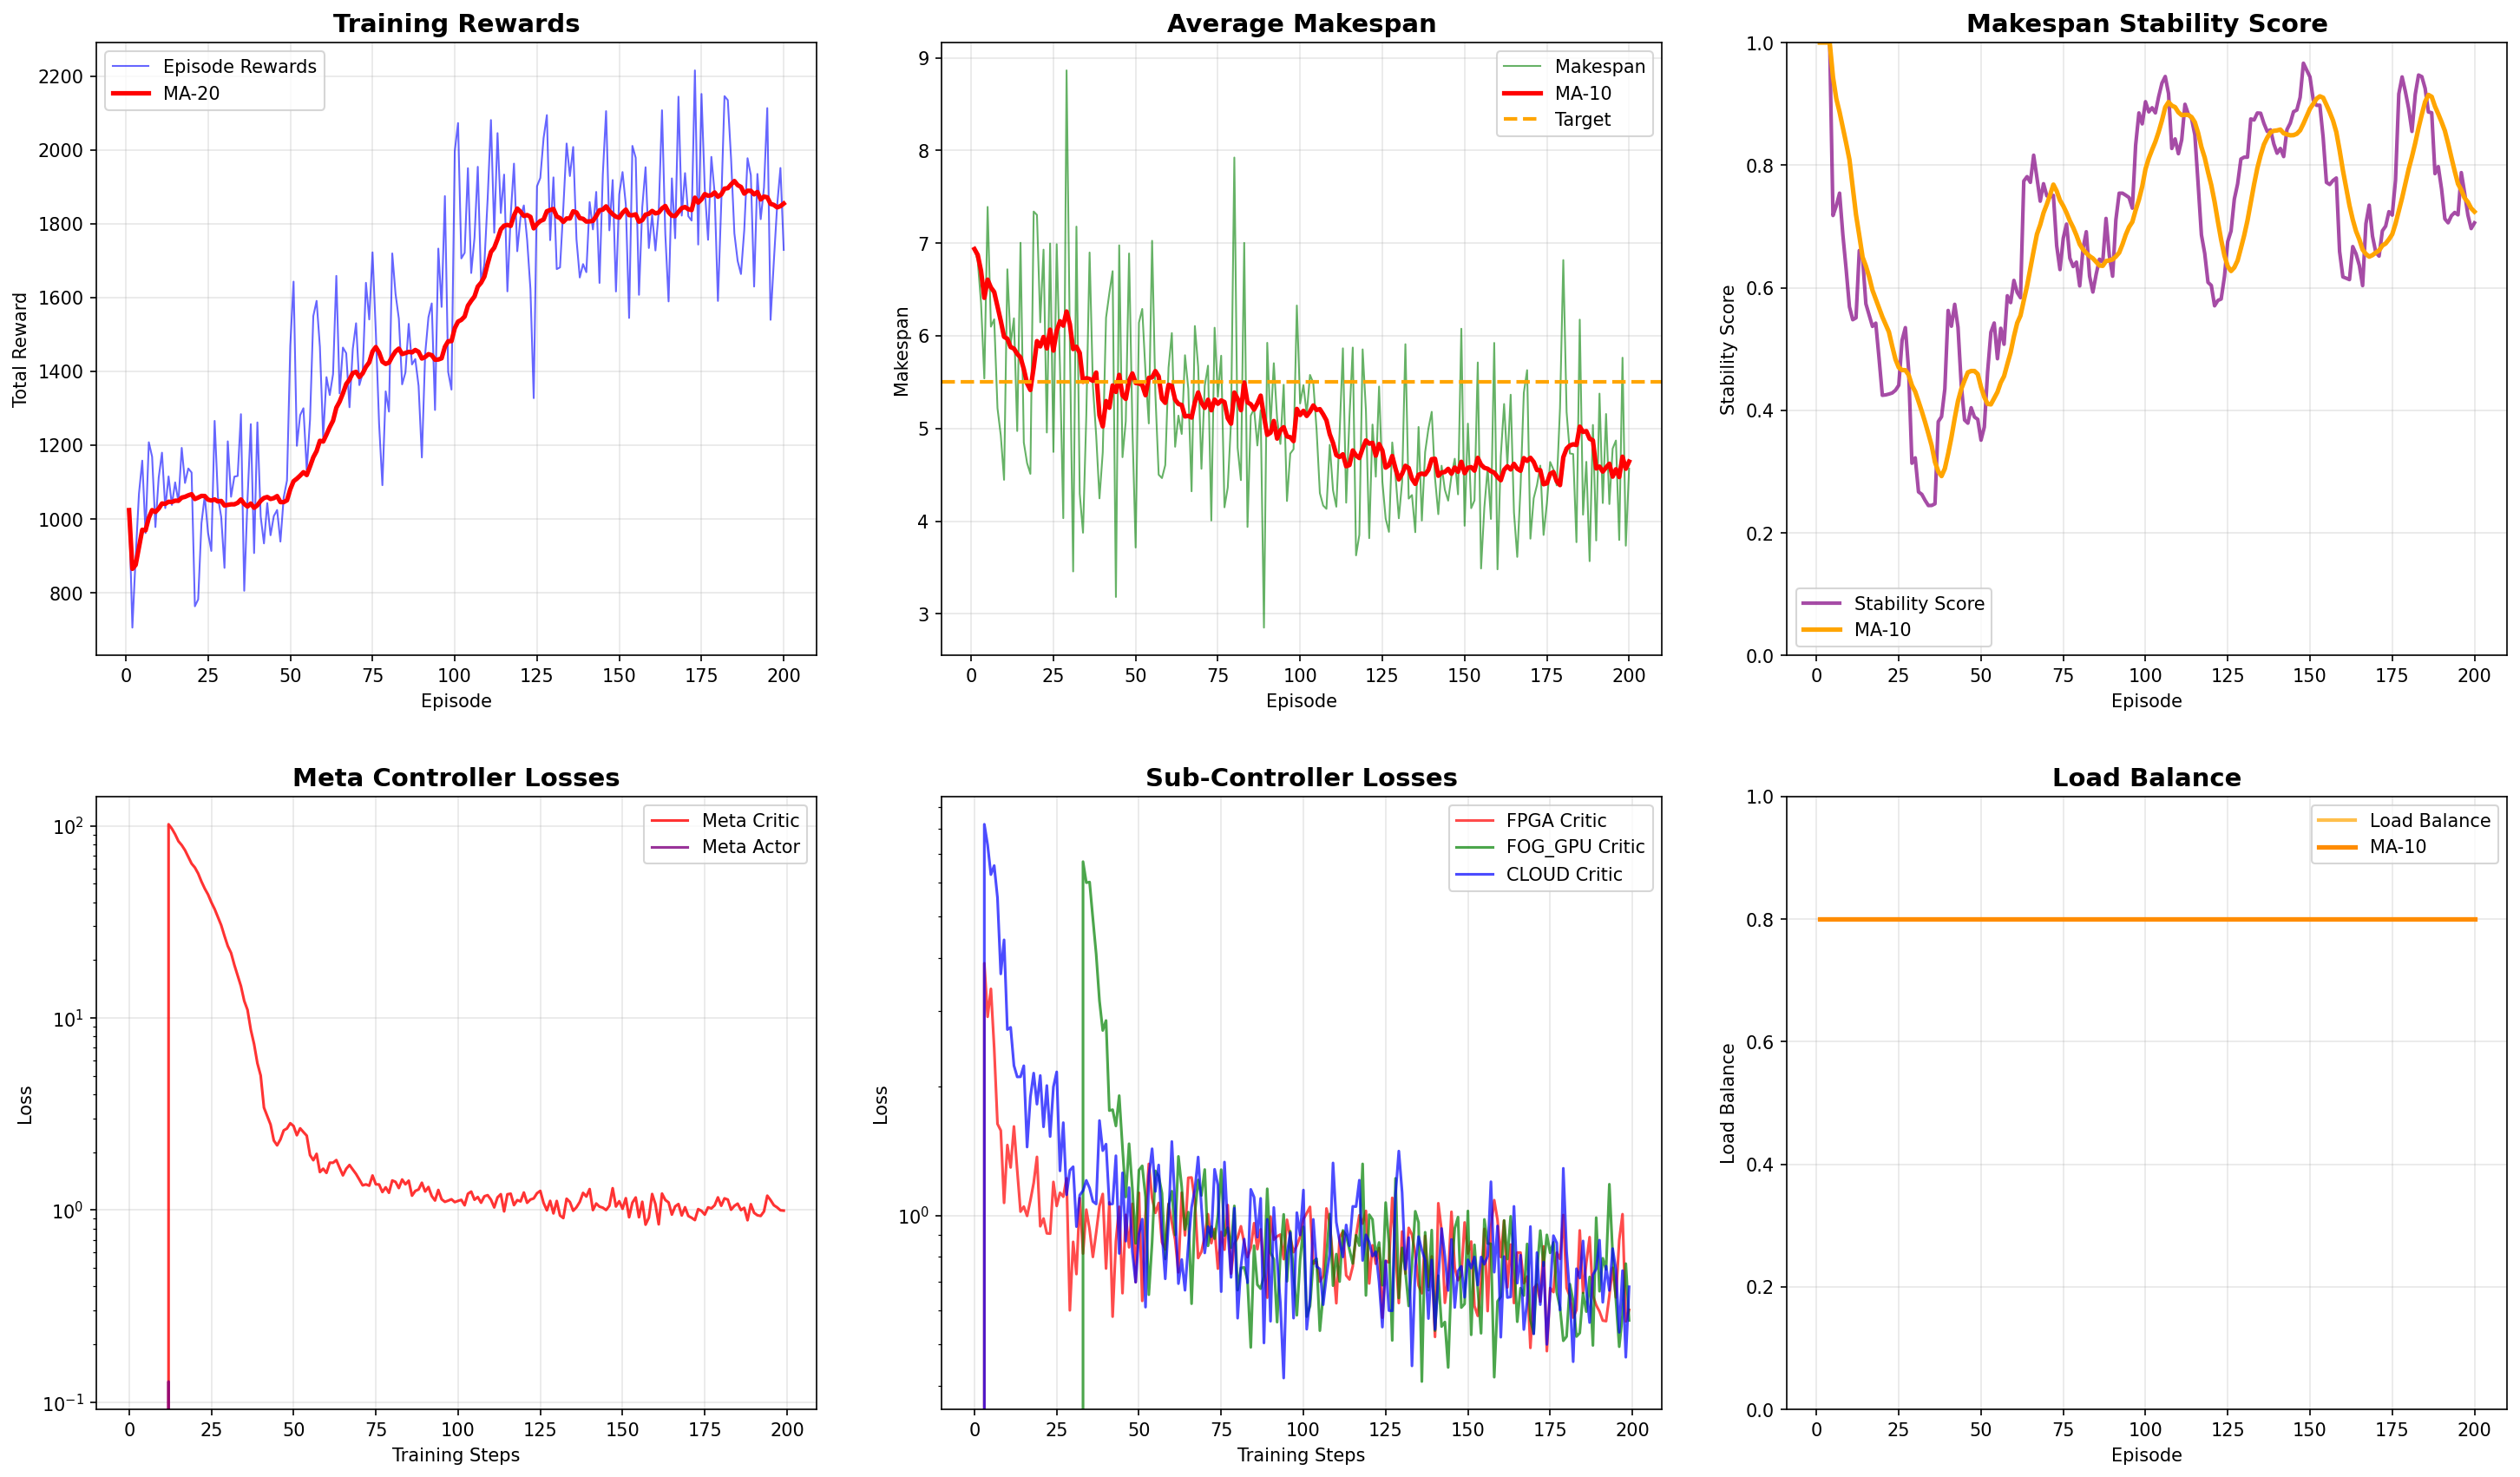 Training Rewards
Episode Rewards
MA-20
2200
2000
1800
1600
1400
1200
1000
800
Total Reward
0 25 50 75 100 125 150 175 200
Episode
Average Makespan
Makespan
MA-10
Target
9
8
7
6
5
4
3
Makespan
0 25 50 75 100 125 150 175 200
Episode
Makespan Stability Score
1.0
0.8
0.6
0.4
0.2
0.0
Stability Score
Stability Score
MA-10
0 25 50 75 100 125 150 175 200
Episode
Meta Controller Losses
Meta Critic
Meta Actor
10²
10¹
10⁰
10⁻¹
Loss
0 25 50 75 100 125 150 175 200
Training Steps
Sub-Controller Losses
FPGA Critic
FOG_GPU Critic
CLOUD Critic
10⁰
Loss
0 25 50 75 100 125 150 175 200
Training Steps
Load Balance
Load Balance
MA-10
1.0
0.8
0.6
0.4
0.2
0.0
Load Balance
0 25 50 75 100 125 150 175 200
Episode